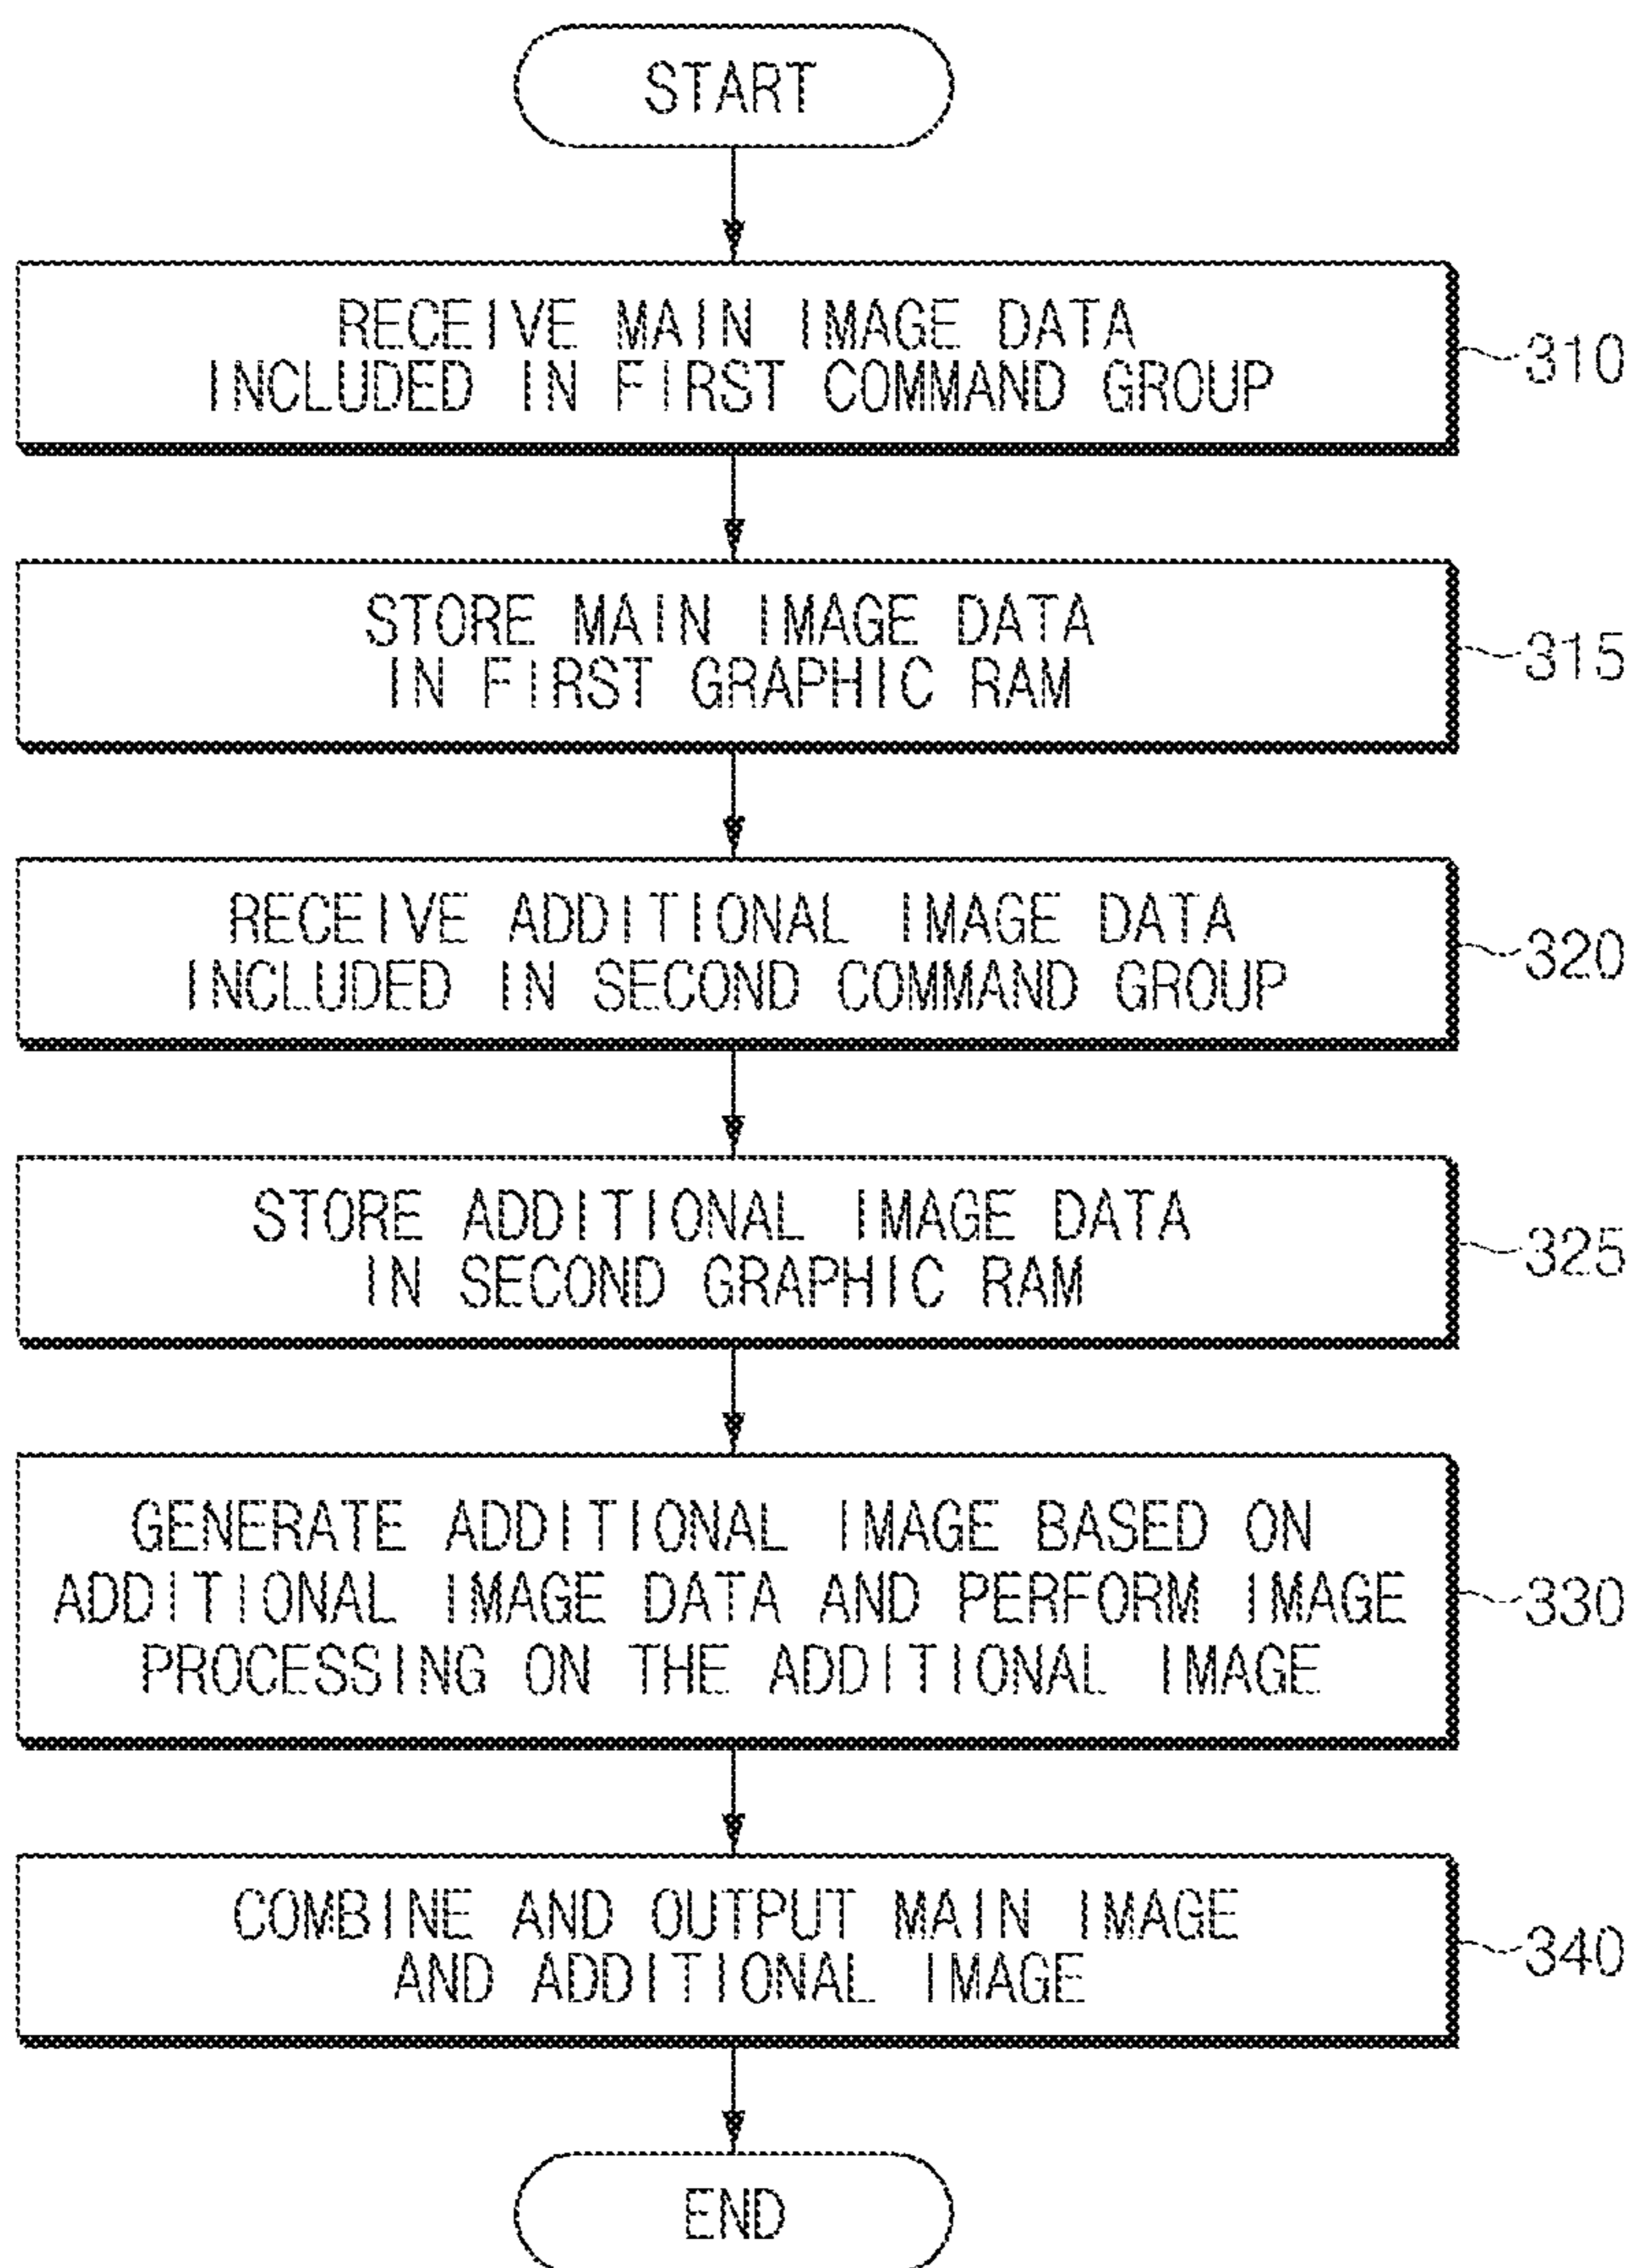 START
RECEIVE MAIN IMAGE DATA
INCLUDED IN FIRST COMMAND GROUP
310
STORE MAIN IMAGE DATA
IN FIRST GRAPHIC RAM
315
RECEIVE ADDITIONAL IMAGE DATA
INCLUDED IN SECOND COMMAND GROUP
320
STORE ADDITIONAL IMAGE DATA
IN SECOND GRAPHIC RAM
325
GENERATE ADDITIONAL IMAGE BASED ON
ADDITIONAL IMAGE DATA AND PERFORM IMAGE
PROCESSING ON THE ADDITIONAL IMAGE
330
COMBINE AND OUTPUT MAIN IMAGE
AND ADDITIONAL IMAGE
340
END